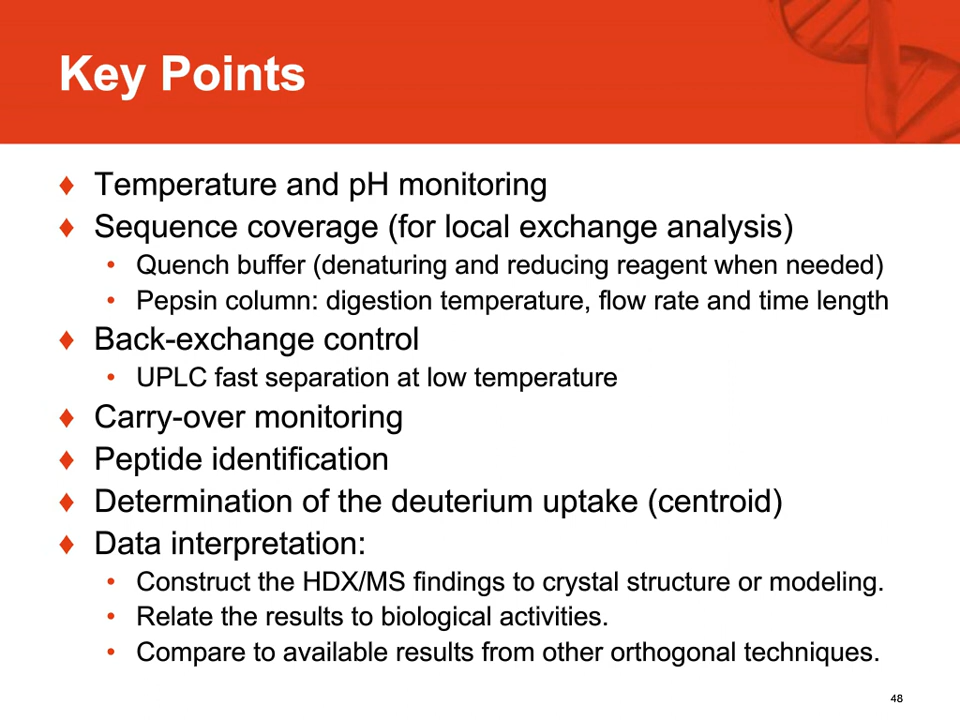 Key Points
♦ Temperature and pH monitoring
♦ Sequence coverage (for local exchange analysis)
• Quench buffer (denaturing and reducing reagent when needed)
• Pepsin column: digestion temperature, flow rate and time length
♦ Back-exchange control
• UPLC fast separation at low temperature
♦ Carry-over monitoring
♦ Peptide identification
♦ Determination of the deuterium uptake (centroid)
♦ Data interpretation:
• Construct the HDX/MS findings to crystal structure or modeling.
• Relate the results to biological activities.
• Compare to available results from other orthogonal techniques.
48